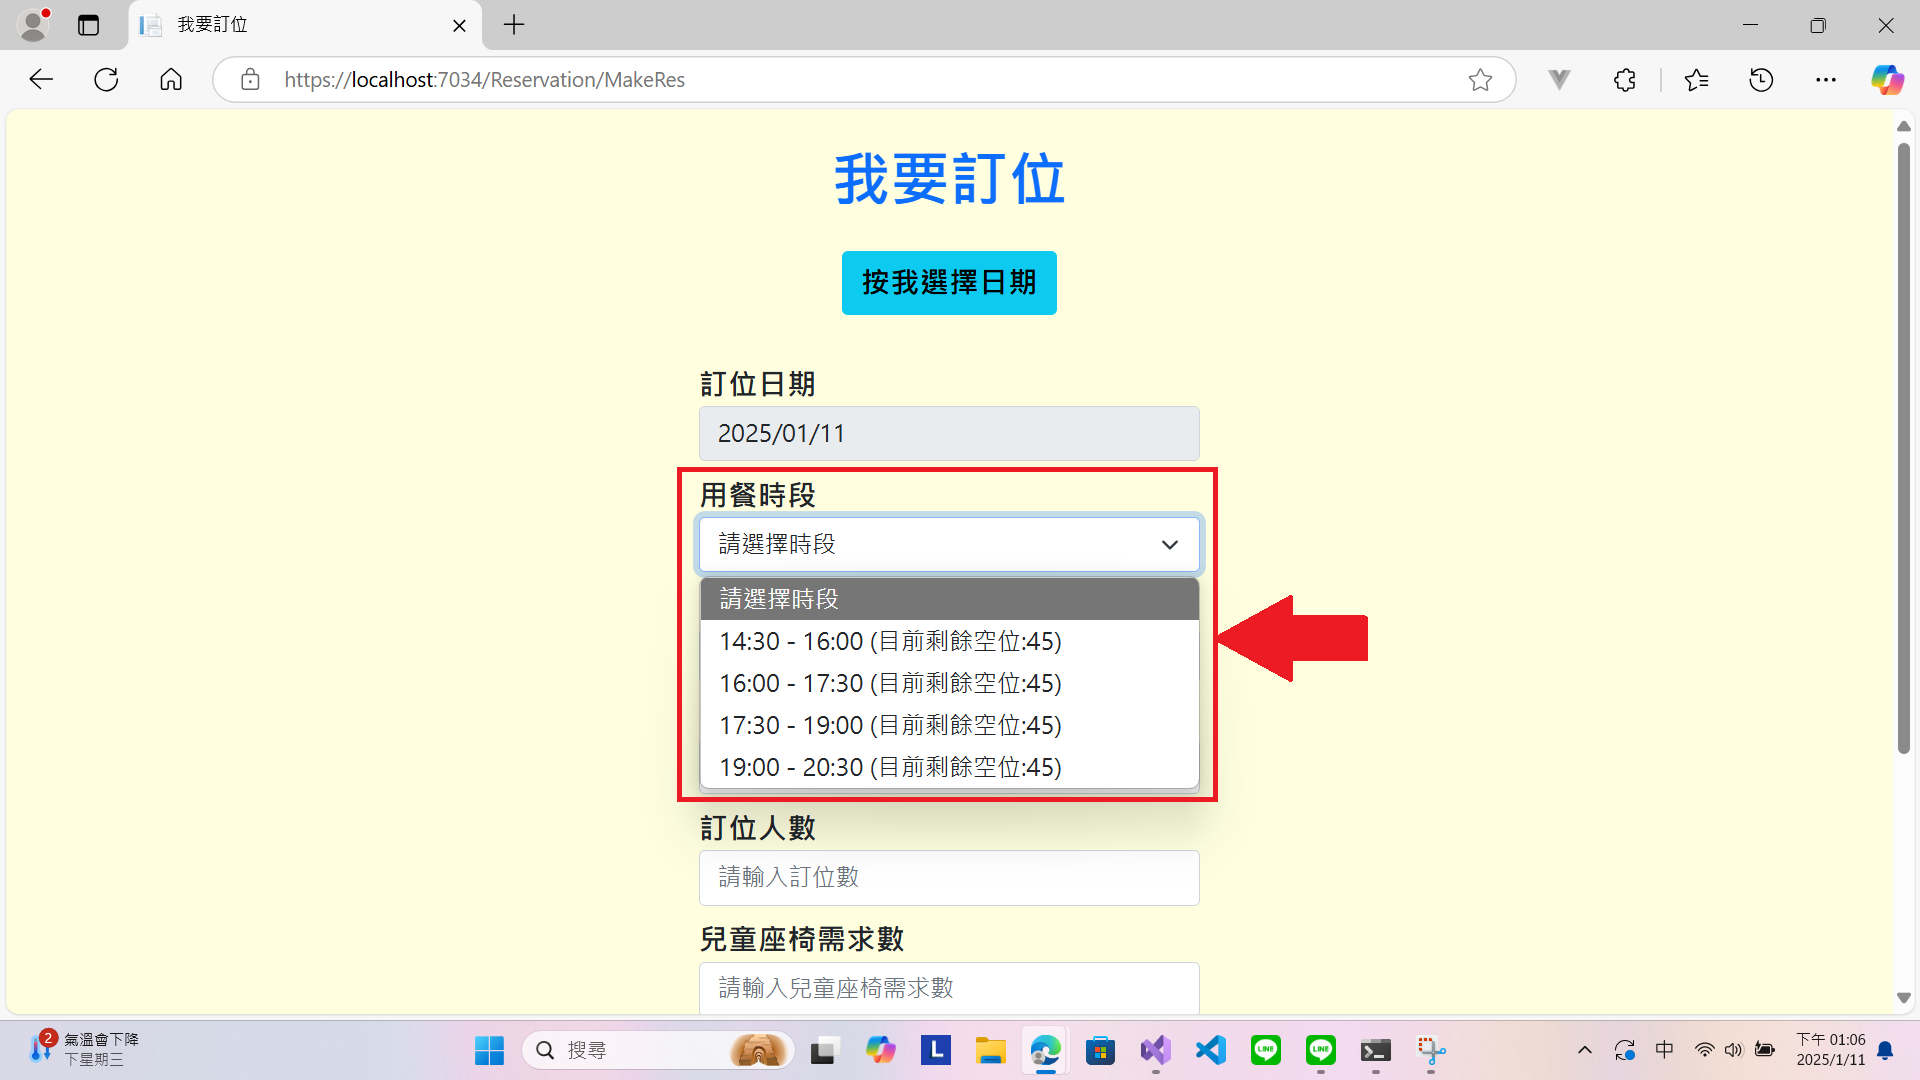 我要訂位
https://localhost:7034/Reservation/MakeRes
我要訂位
按我選擇日期
訂位日期
2025/01/11
用餐時段
請選擇時段
請選擇時段
14:30 - 16:00 (目前剩餘空位:45)
16:00 - 17:30 (目前剩餘空位:45)
17:30 - 19:00 (目前剩餘空位:45)
19:00 - 20:30 (目前剩餘空位:45)
訂位人數
請輸入訂位數
兒童座椅需求數
請輸入兒童座椅需求數
2
氣溫會下降
下星期三
搜尋
L
LINE
LINE
中
下午 01:06
2025/1/11